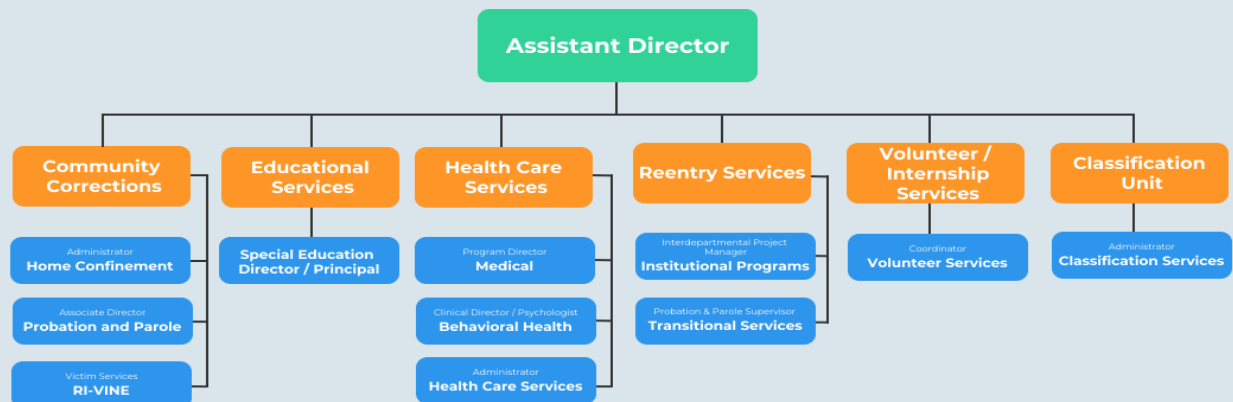 Assistant Director
Community
Corrections
Educational
Services
Health Care
Services
Reentry Services
Volunteer /
Internship
Services
Classification
Unit
Administrator
Home Confinement
Associate Director
Probation and Parole
Victim Services
RI-VINE
Special Education
Director / Principal
Program Director
Medical
Clinical Director / Psychologist
Behavioral Health
Administrator
Health Care Services
Interdepartmental Project
Manager
Institutional Programs
Probation & Parole Supervisor
Transitional Services
Coordinator
Volunteer Services
Administrator
Classification Services